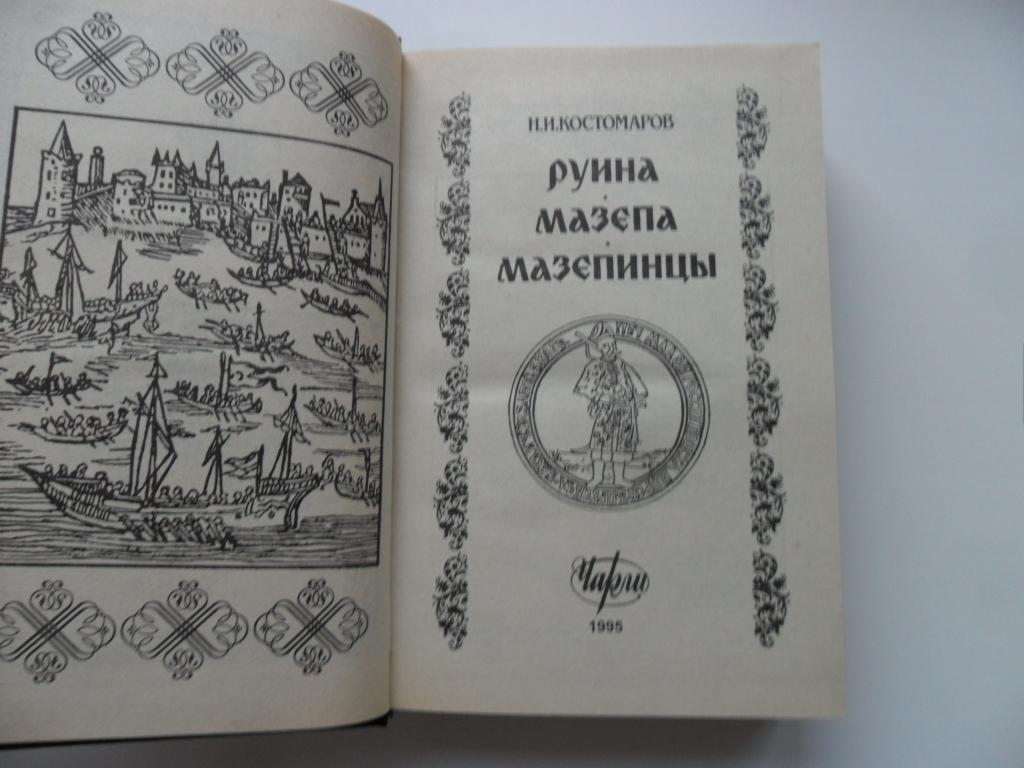 Н.И.КОСТОМАРОВ
РУИНА
МАЗЕПА
МАЗЕПИНЦЫ
Чарли
1995